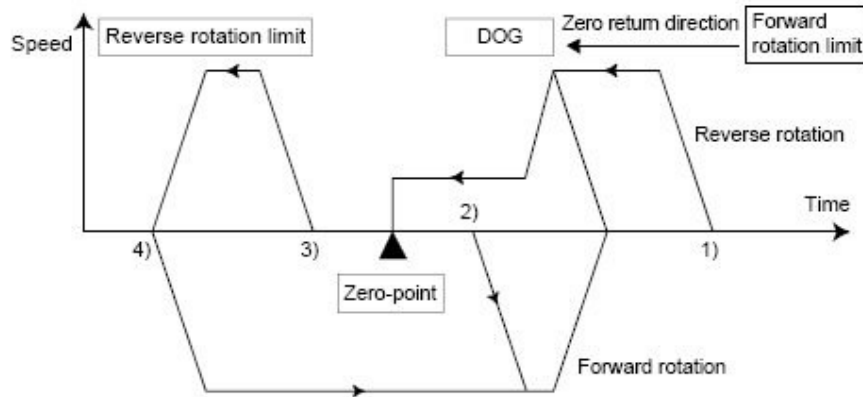 Speed
Reverse rotation limit
DOG
Zero retum direction
Forward
rotation limit
Reverse rotation
Time
2)
4)
3)
1)
Zero-point
Forward rotation